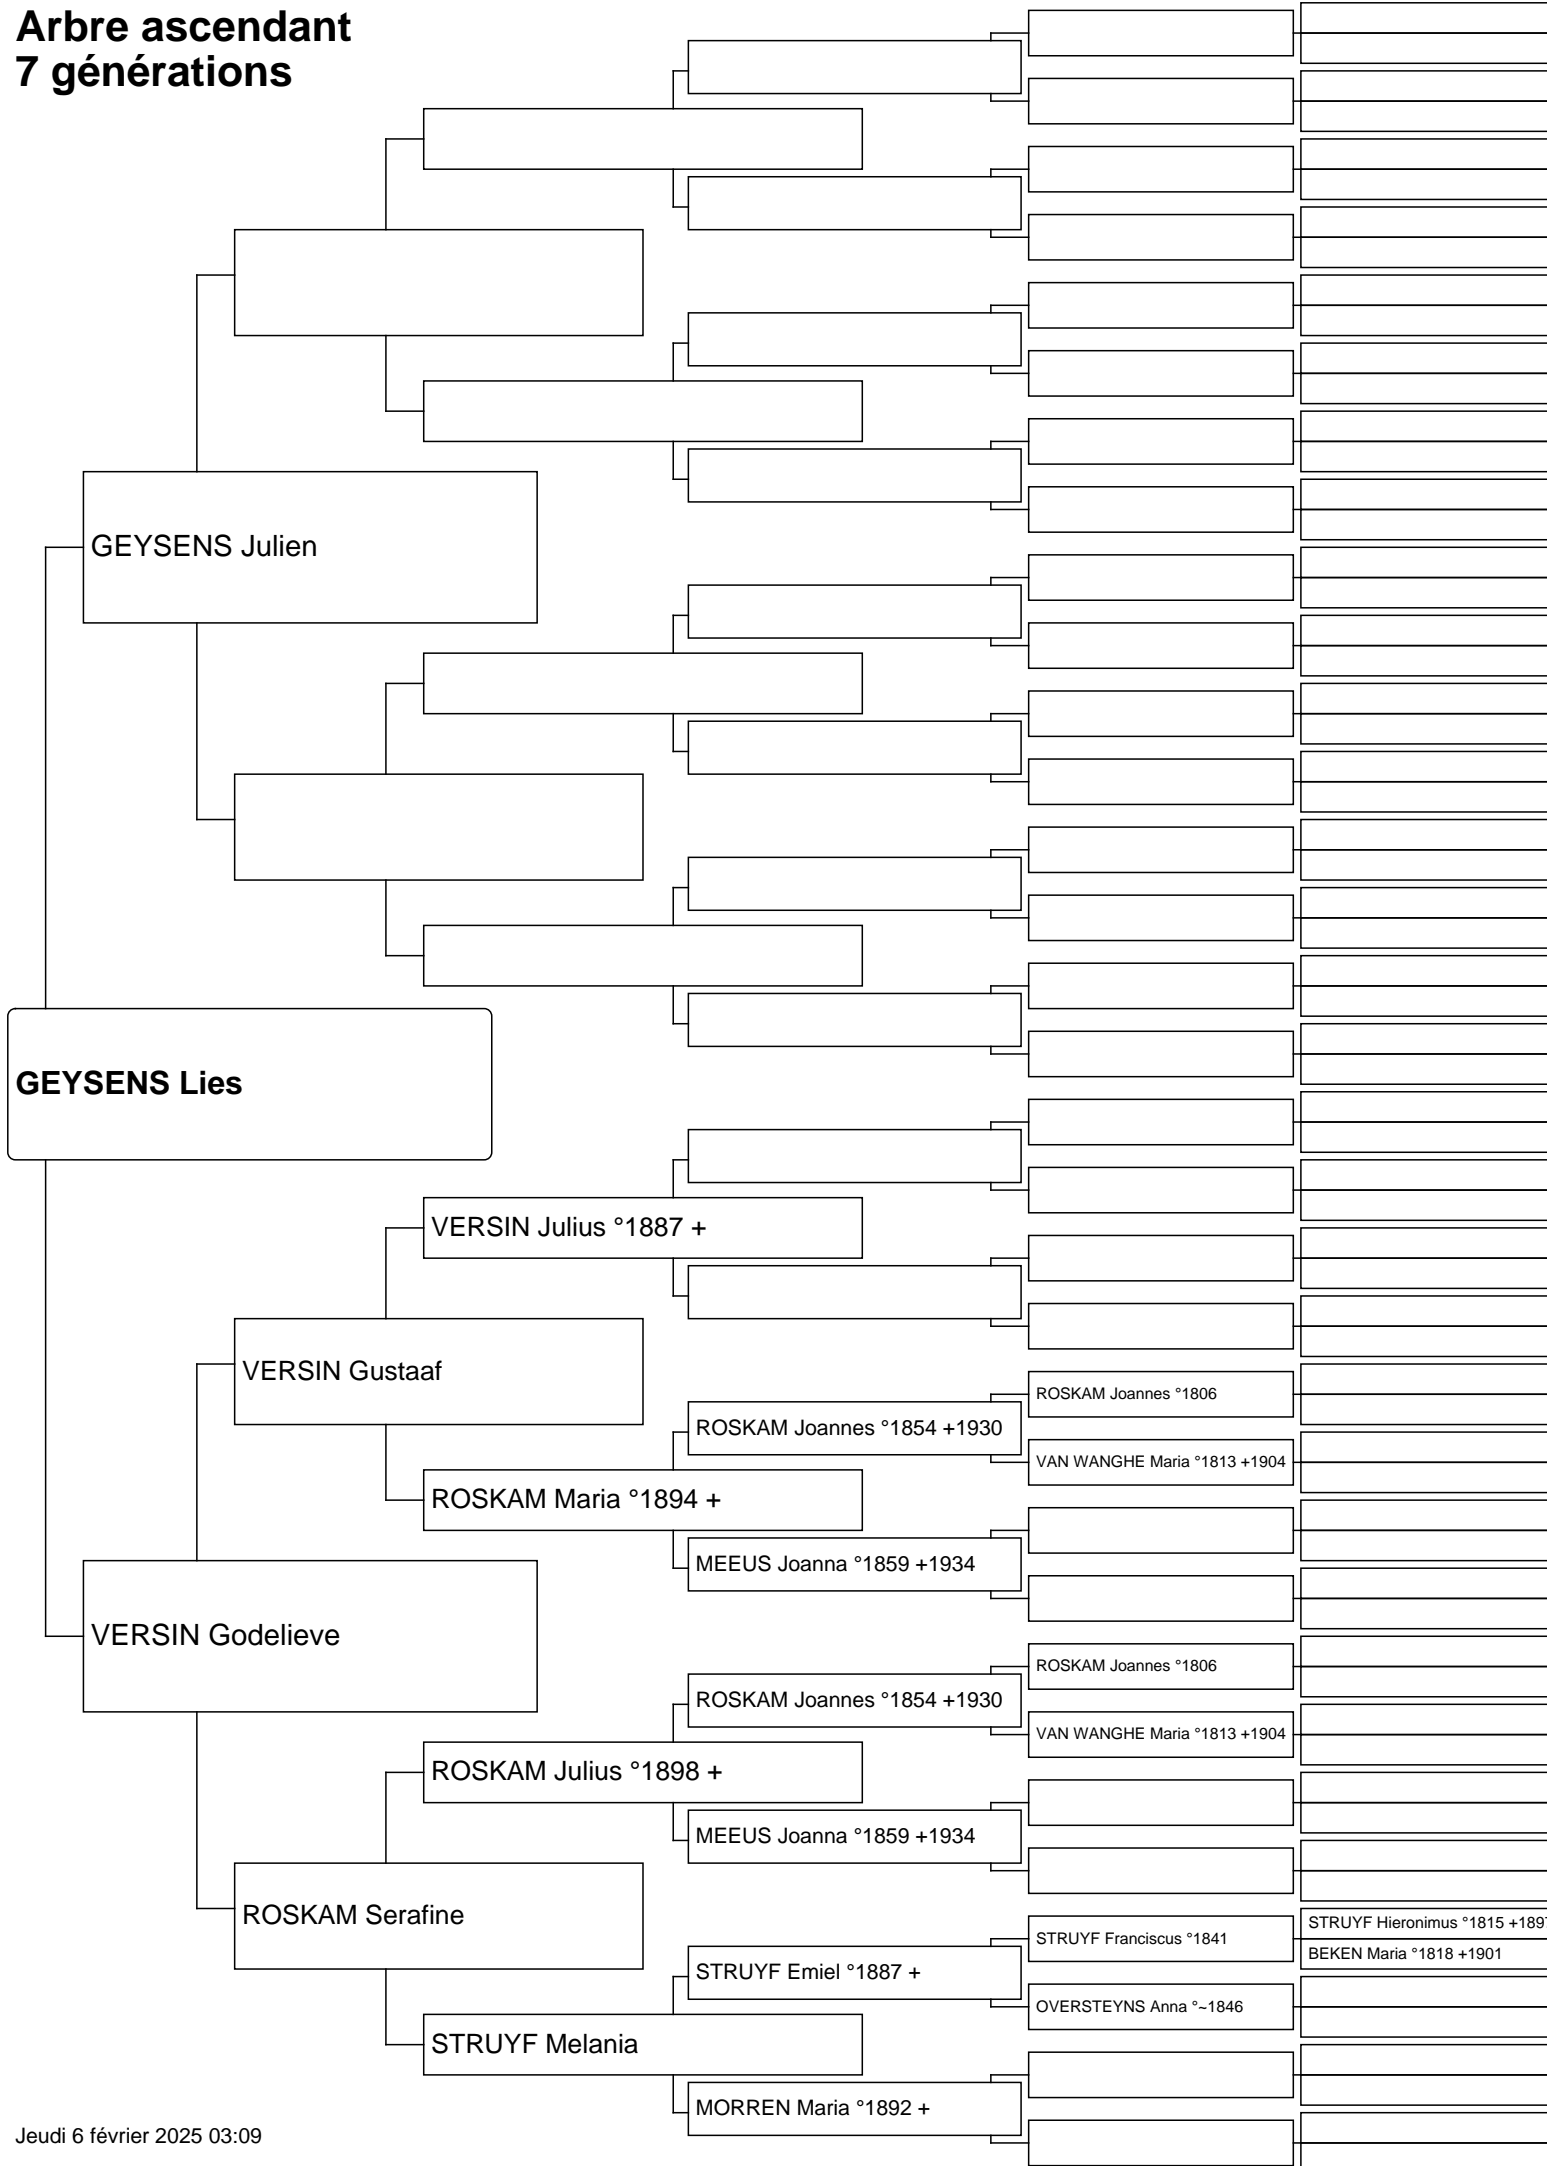 Arbre ascendant
7 générations
GEYSENS Julien
GEYSENS Lies
VERSIN Julius °1887 +
VERSIN Gustaaf
ROSKAM Joannes °1806
ROSKAM Joannes °1854 +1930
VAN WANGHE Maria °1813 +1904
ROSKAM Maria °1894 +
MEEUS Joanna °1859 +1934
VERSIN Godelieve
ROSKAM Joannes °1806
ROSKAM Joannes °1854 +1930
VAN WANGHE Maria °1813 +1904
ROSKAM Julius °1898 +
MEEUS Joanna °1859 +1934
ROSKAM Serafine
STRUYF Hieronimus °1815 +1897
STRUYF Franciscus °1841
BEKEN Maria °1818 +1901
STRUYF Emiel °1887 +
OVERSTEYNS Anna °~1846
STRUYF Melania
MORREN Maria °1892 +
Jeudi 6 février 2025 03:09